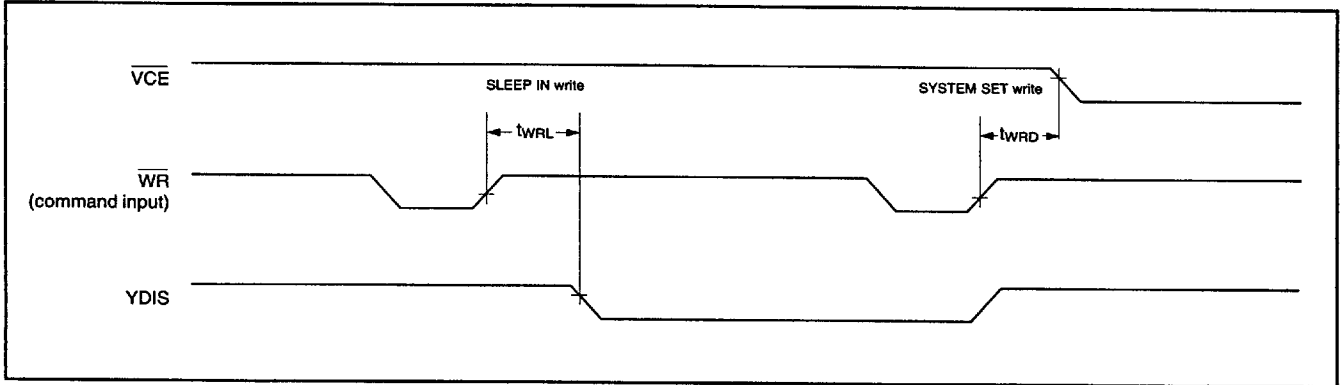 VCE
SLEEP IN write
SYSTEM SET write
tWRL
tWRD
WR
(command input)
YDIS